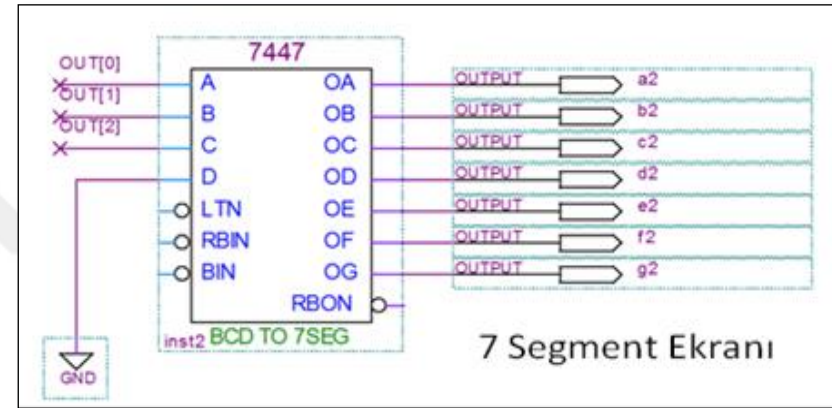 7447
OUT[0]
OUT[1]
OUT[2]
A OA OUTPUT a2
B OB OUTPUT b2
C OC OUTPUT c2
D OD OUTPUT d2
LTN OE OUTPUT e2
RBIN OF OUTPUT f2
BIN OG OUTPUT g2
RBON
inst2 BCD TO 7SEG
GND
7 Segment Ekranı